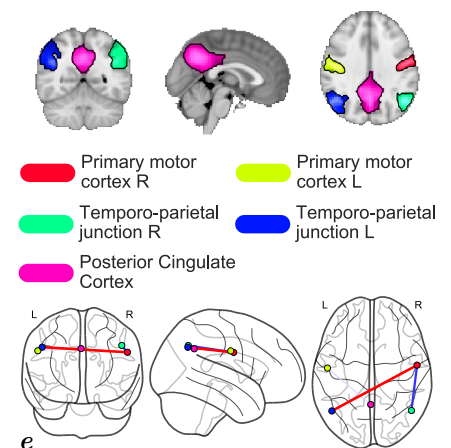 Primary motor
cortex R
Primary motor
cortex L
Temporo-parietal
junction R
Temporo-parietal
junction L
Posterior Cingulate
Cortex
L
R
L
R
e